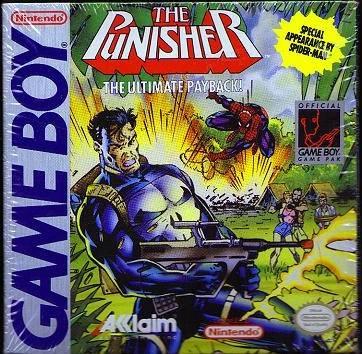 Nintendo
GAME BOY
THE
PUNISHER
THE ULTIMATE PAYBACK!
SPECIAL
APPEARANCE BY
SPIDER-MAN
OFFICIAL
GAME BOY
GAME PAK
AKlaim
Nintendo